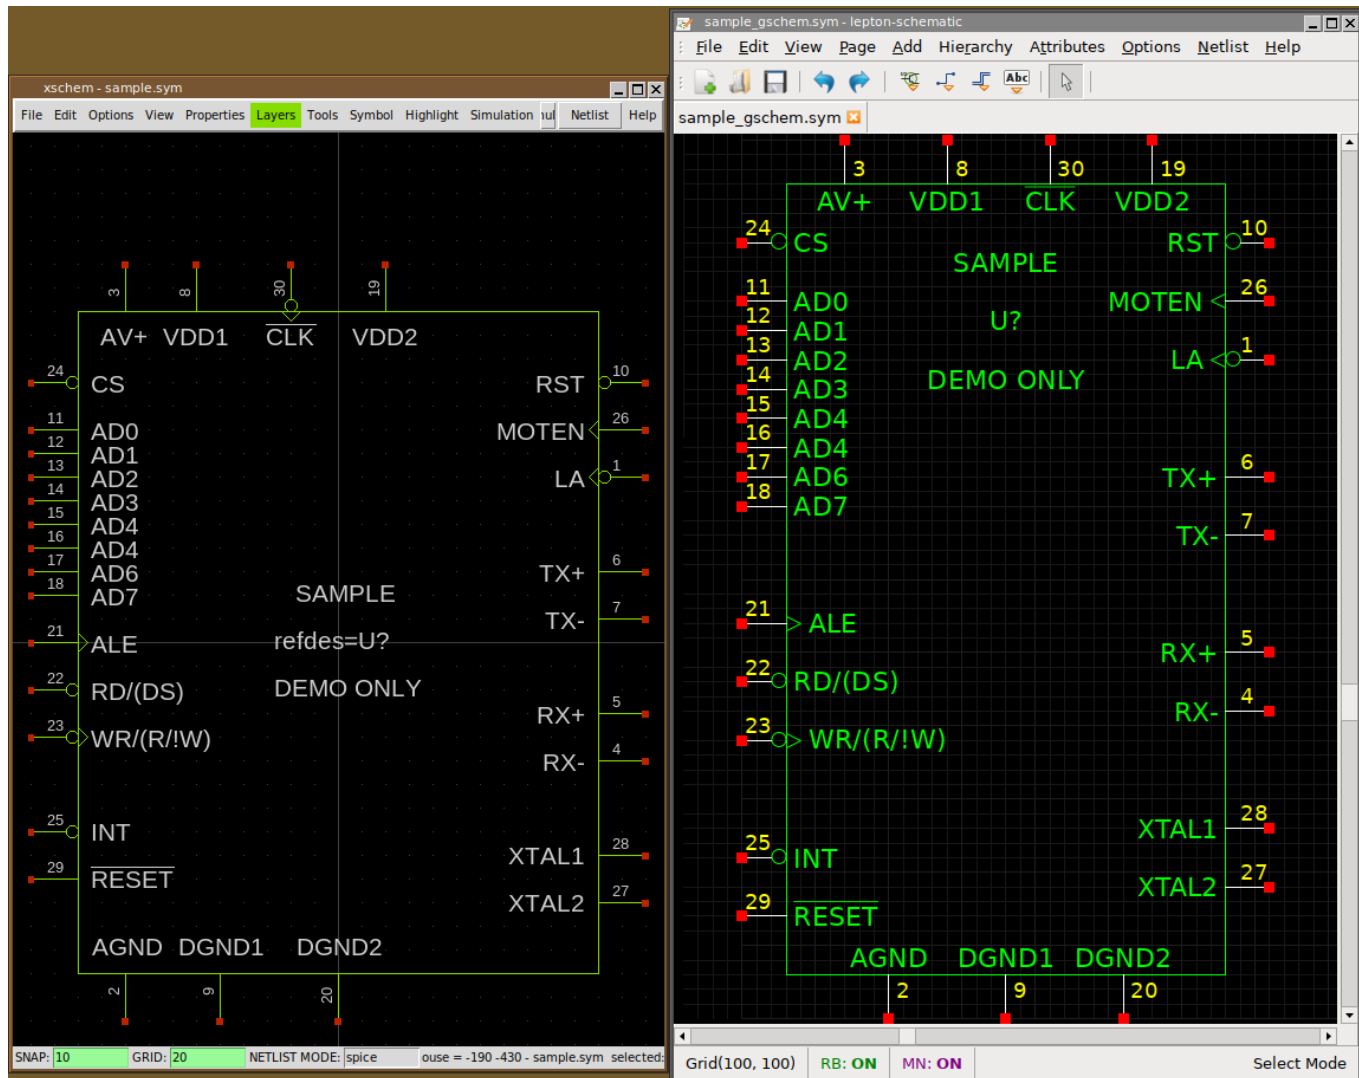 xschem - sample.sym
File Edit Options View Properties Layers Tools Symbol Highlight Simulation Netlist Help
3 8 30 19
AV+ VDD1 CLK VDD2
24 CS RST 10
11 AD0 MOTEN 26
12 AD1
13 AD2 LA 1
14 AD3
15 AD4
16 AD4
17 AD6 TX+ 6
18 AD7 SAMPLE
TX- 7
21 ALE refdes=U?
22 RD/(DS) DEMO ONLY
RX+ 5
23 WR/(R/!W)
RX- 4
25 INT
XTAL1 28
29 RESET
XTAL2 27
AGND DGND1 DGND2
2 9 20
SNAP: 10 GRID: 20 NETLIST MODE: spice ouse = -190 -430 - sample.sym selected:
sample_gschem.sym - lepton-schematic
File Edit View Page Add Hierarchy Attributes Options Netlist Help
Abc
sample_gschem.sym
3 8 30 19
AV+ VDD1 CLK VDD2
24 CS RST 10
SAMPLE
11 AD0 MOTEN 26
12 AD1 U?
13 AD2 LA 1
14 AD3 DEMO ONLY
15 AD4
16 AD4
17 AD6 TX+ 6
18 AD7
TX- 7
21 ALE
RX+ 5
22 RD/(DS)
RX- 4
23 WR/(R/!W)
XTAL1 28
25 INT
XTAL2 27
29 RESET
AGND DGND1 DGND2
2 9 20
Grid(100, 100) RB: ON MN: ON Select Mode